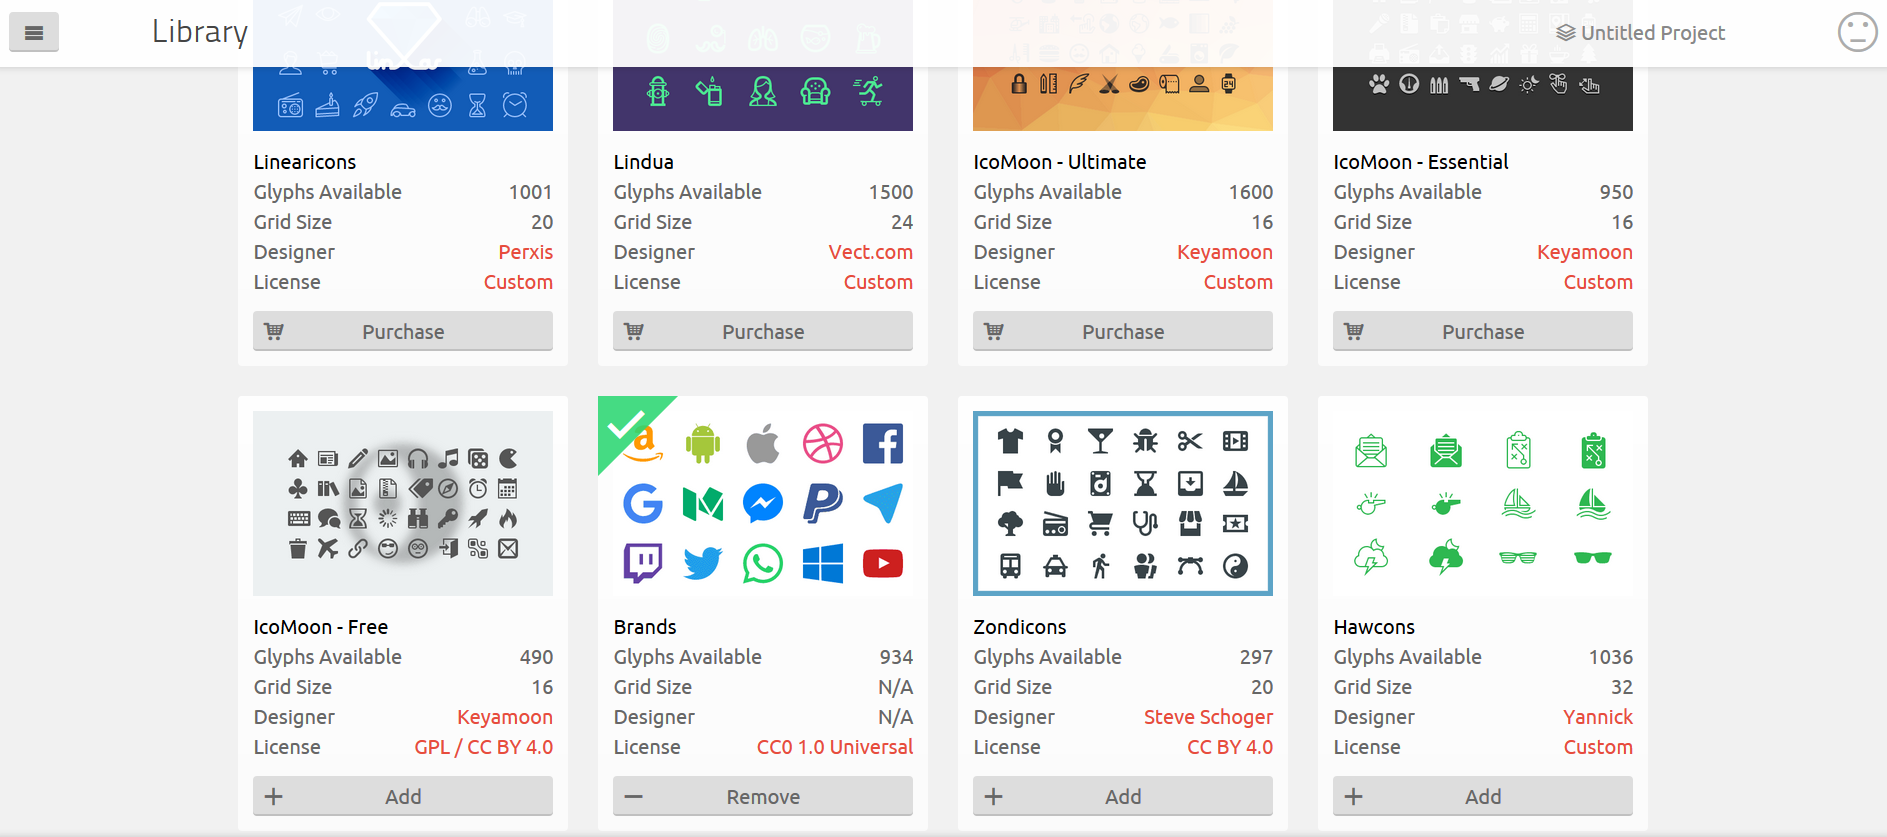 Library
Untitled Project
24
Linearicons
Glyphs Available 1001
Grid Size 20
Designer Perxis
License Custom
Purchase
Lindua
Glyphs Available 1500
Grid Size 24
Designer Vect.com
License Custom
Purchase
IcoMoon - Ultimate
Glyphs Available 1600
Grid Size 16
Designer Keyamoon
License Custom
Purchase
IcoMoon - Essential
Glyphs Available 950
Grid Size 16
Designer Keyamoon
License Custom
Purchase
IcoMoon - Free
Glyphs Available 490
Grid Size 16
Designer Keyamoon
License GPL / CC BY 4.0
Add
Brands
Glyphs Available 934
Grid Size N/A
Designer N/A
License CC0 1.0 Universal
Remove
Zondicons
Glyphs Available 297
Grid Size 20
Designer Steve Schoger
License CC BY 4.0
Add
Hawcons
Glyphs Available 1036
Grid Size 32
Designer Yannick
License Custom
Add